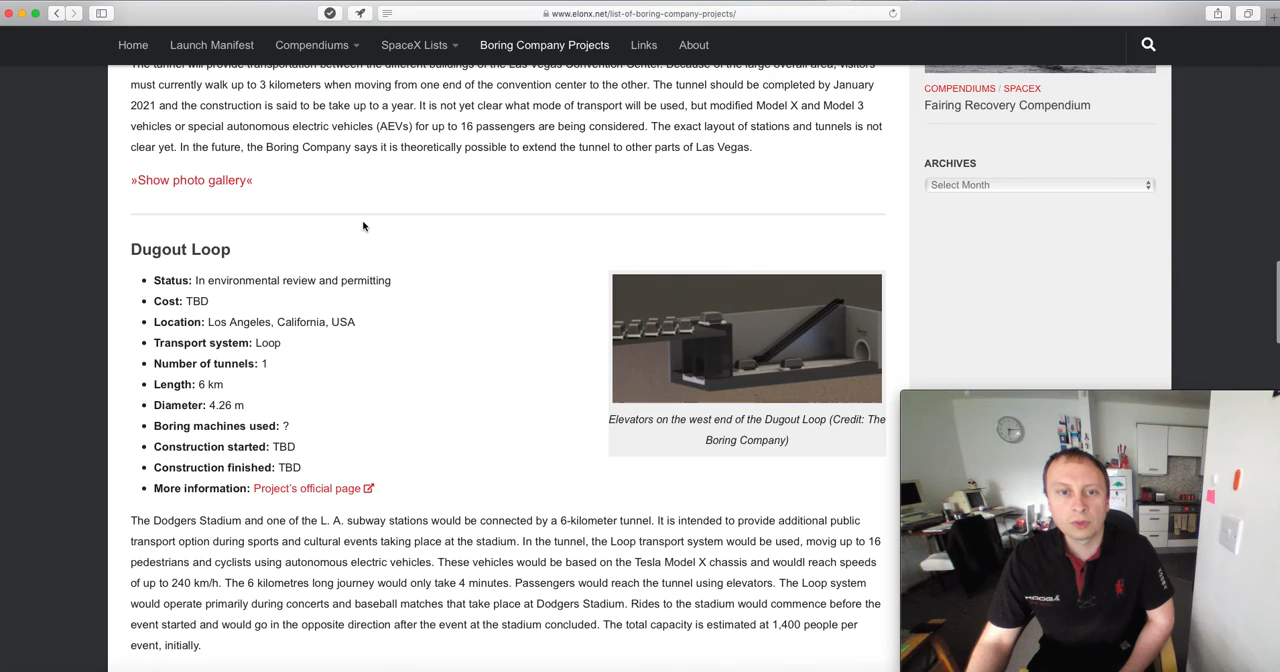 www.elonx.net/list-of-boring-company-projects/
Home Launch Manifest Compendiums SpaceX Lists Boring Company Projects Links About
The tunnel will provide transportation between the different buildings of the Las Vegas Convention Center. Because of the large overall area, visitors
must currently walk up to 3 kilometers when moving from one end of the convention center to the other. The tunnel should be completed by January
2021 and the construction is said to be take up to a year. It is not yet clear what mode of transport will be used, but modified Model X and Model 3
vehicles or special autonomous electric vehicles (AEVs) for up to 16 passengers are being considered. The exact layout of stations and tunnels is not
clear yet. In the future, the Boring Company says it is theoretically possible to extend the tunnel to other parts of Las Vegas.
»Show photo gallery«
COMPENDIUMS / SPACEX
Fairing Recovery Compendium
ARCHIVES
Select Month
Dugout Loop
Status: In environmental review and permitting
Cost: TBD
Location: Los Angeles, California, USA
Transport system: Loop
Number of tunnels: 1
Length: 6 km
Diameter: 4.26 m
Boring machines used: ?
Construction started: TBD
Construction finished: TBD
More information: Project's official page
Elevators on the west end of the Dugout Loop (Credit: The
Boring Company)
The Dodgers Stadium and one of the L. A. subway stations would be connected by a 6-kilometer tunnel. It is intended to provide additional public
transport option during sports and cultural events taking place at the stadium. In the tunnel, the Loop transport system would be used, movig up to 16
pedestrians and cyclists using autonomous electric vehicles. These vehicles would be based on the Tesla Model X chassis and wouldl reach speeds
of up to 240 km/h. The 6 kilometres long journey would only take 4 minutes. Passengers would reach the tunnel using elevators. The Loop system
would operate primarily during concerts and baseball matches that take place at Dodgers Stadium. Rides to the stadium would commence before the
event started and would go in the opposite direction after the event at the stadium concluded. The total capacity is estimated at 1,400 people per
event, initially.